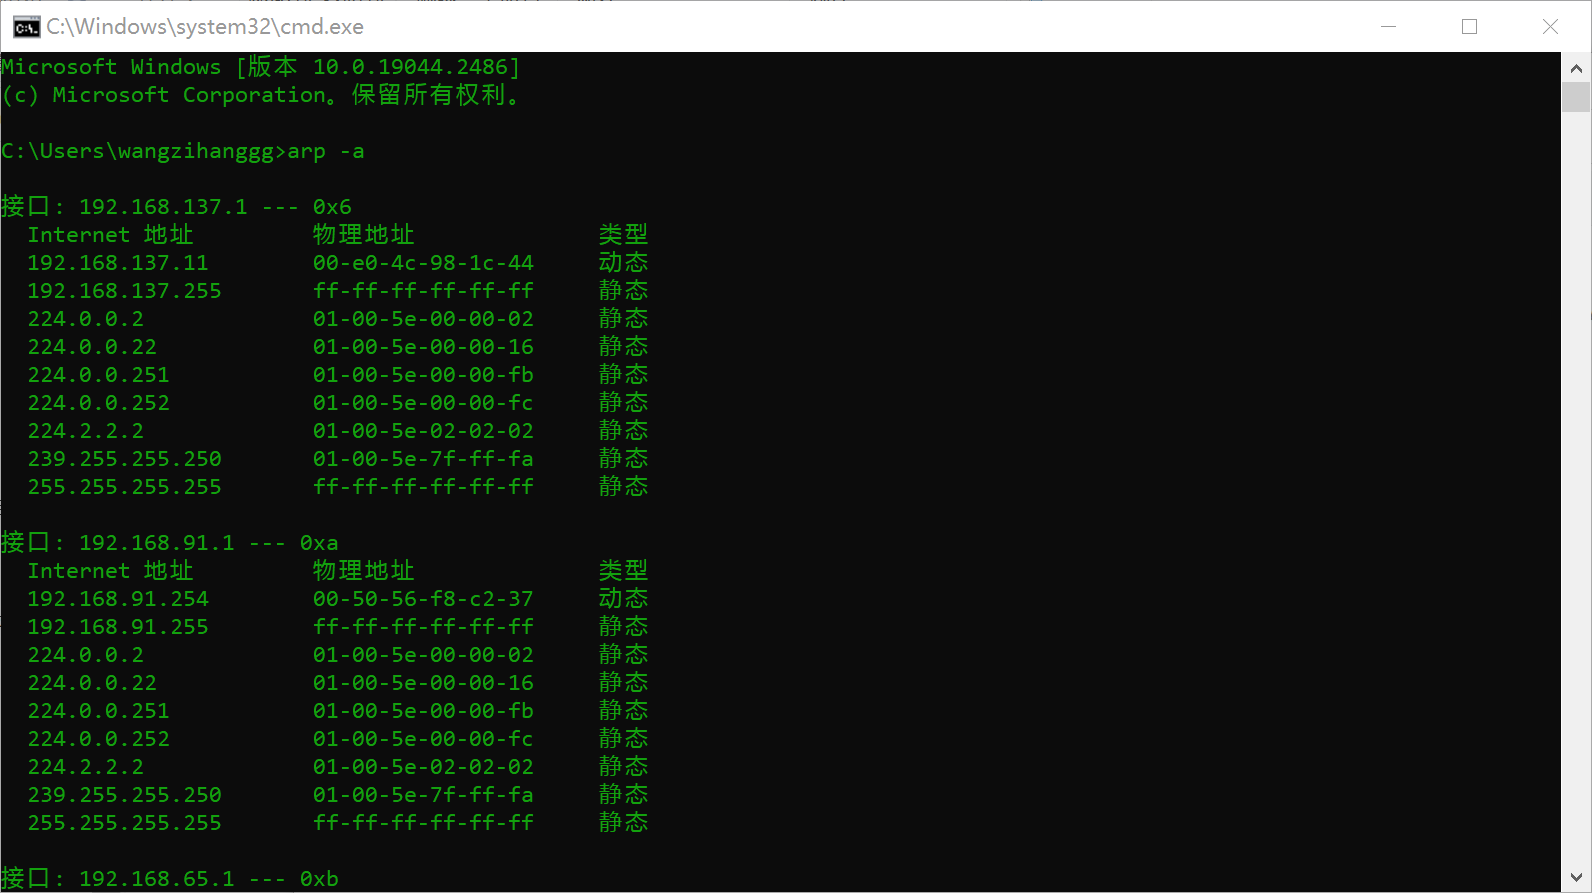 C:\Windows\system32\cmd.exe
Microsoft Windows [版本 10.0.19044.2486]
(c) Microsoft Corporation。保留所有权利。
C:\Users\wangzihanggg>arp -a
接口: 192.168.137.1 --- 0x6
Internet 地址 物理地址 类型
192.168.137.11 00-e0-4c-98-1c-44 动态
192.168.137.255 ff-ff-ff-ff-ff-ff 静态
224.0.0.2 01-00-5e-00-00-02 静态
224.0.0.22 01-00-5e-00-00-16 静态
224.0.0.251 01-00-5e-00-00-fb 静态
224.0.0.252 01-00-5e-00-00-fc 静态
224.2.2.2 01-00-5e-02-02-02 静态
239.255.255.250 01-00-5e-7f-ff-fa 静态
255.255.255.255 ff-ff-ff-ff-ff-ff 静态
接口: 192.168.91.1 --- 0xa
Internet 地址 物理地址 类型
192.168.91.254 00-50-56-f8-c2-37 动态
192.168.91.255 ff-ff-ff-ff-ff-ff 静态
224.0.0.2 01-00-5e-00-00-02 静态
224.0.0.22 01-00-5e-00-00-16 静态
224.0.0.251 01-00-5e-00-00-fb 静态
224.0.0.252 01-00-5e-00-00-fc 静态
224.2.2.2 01-00-5e-02-02-02 静态
239.255.255.250 01-00-5e-7f-ff-fa 静态
255.255.255.255 ff-ff-ff-ff-ff-ff 静态
接口: 192.168.65.1 --- 0xb